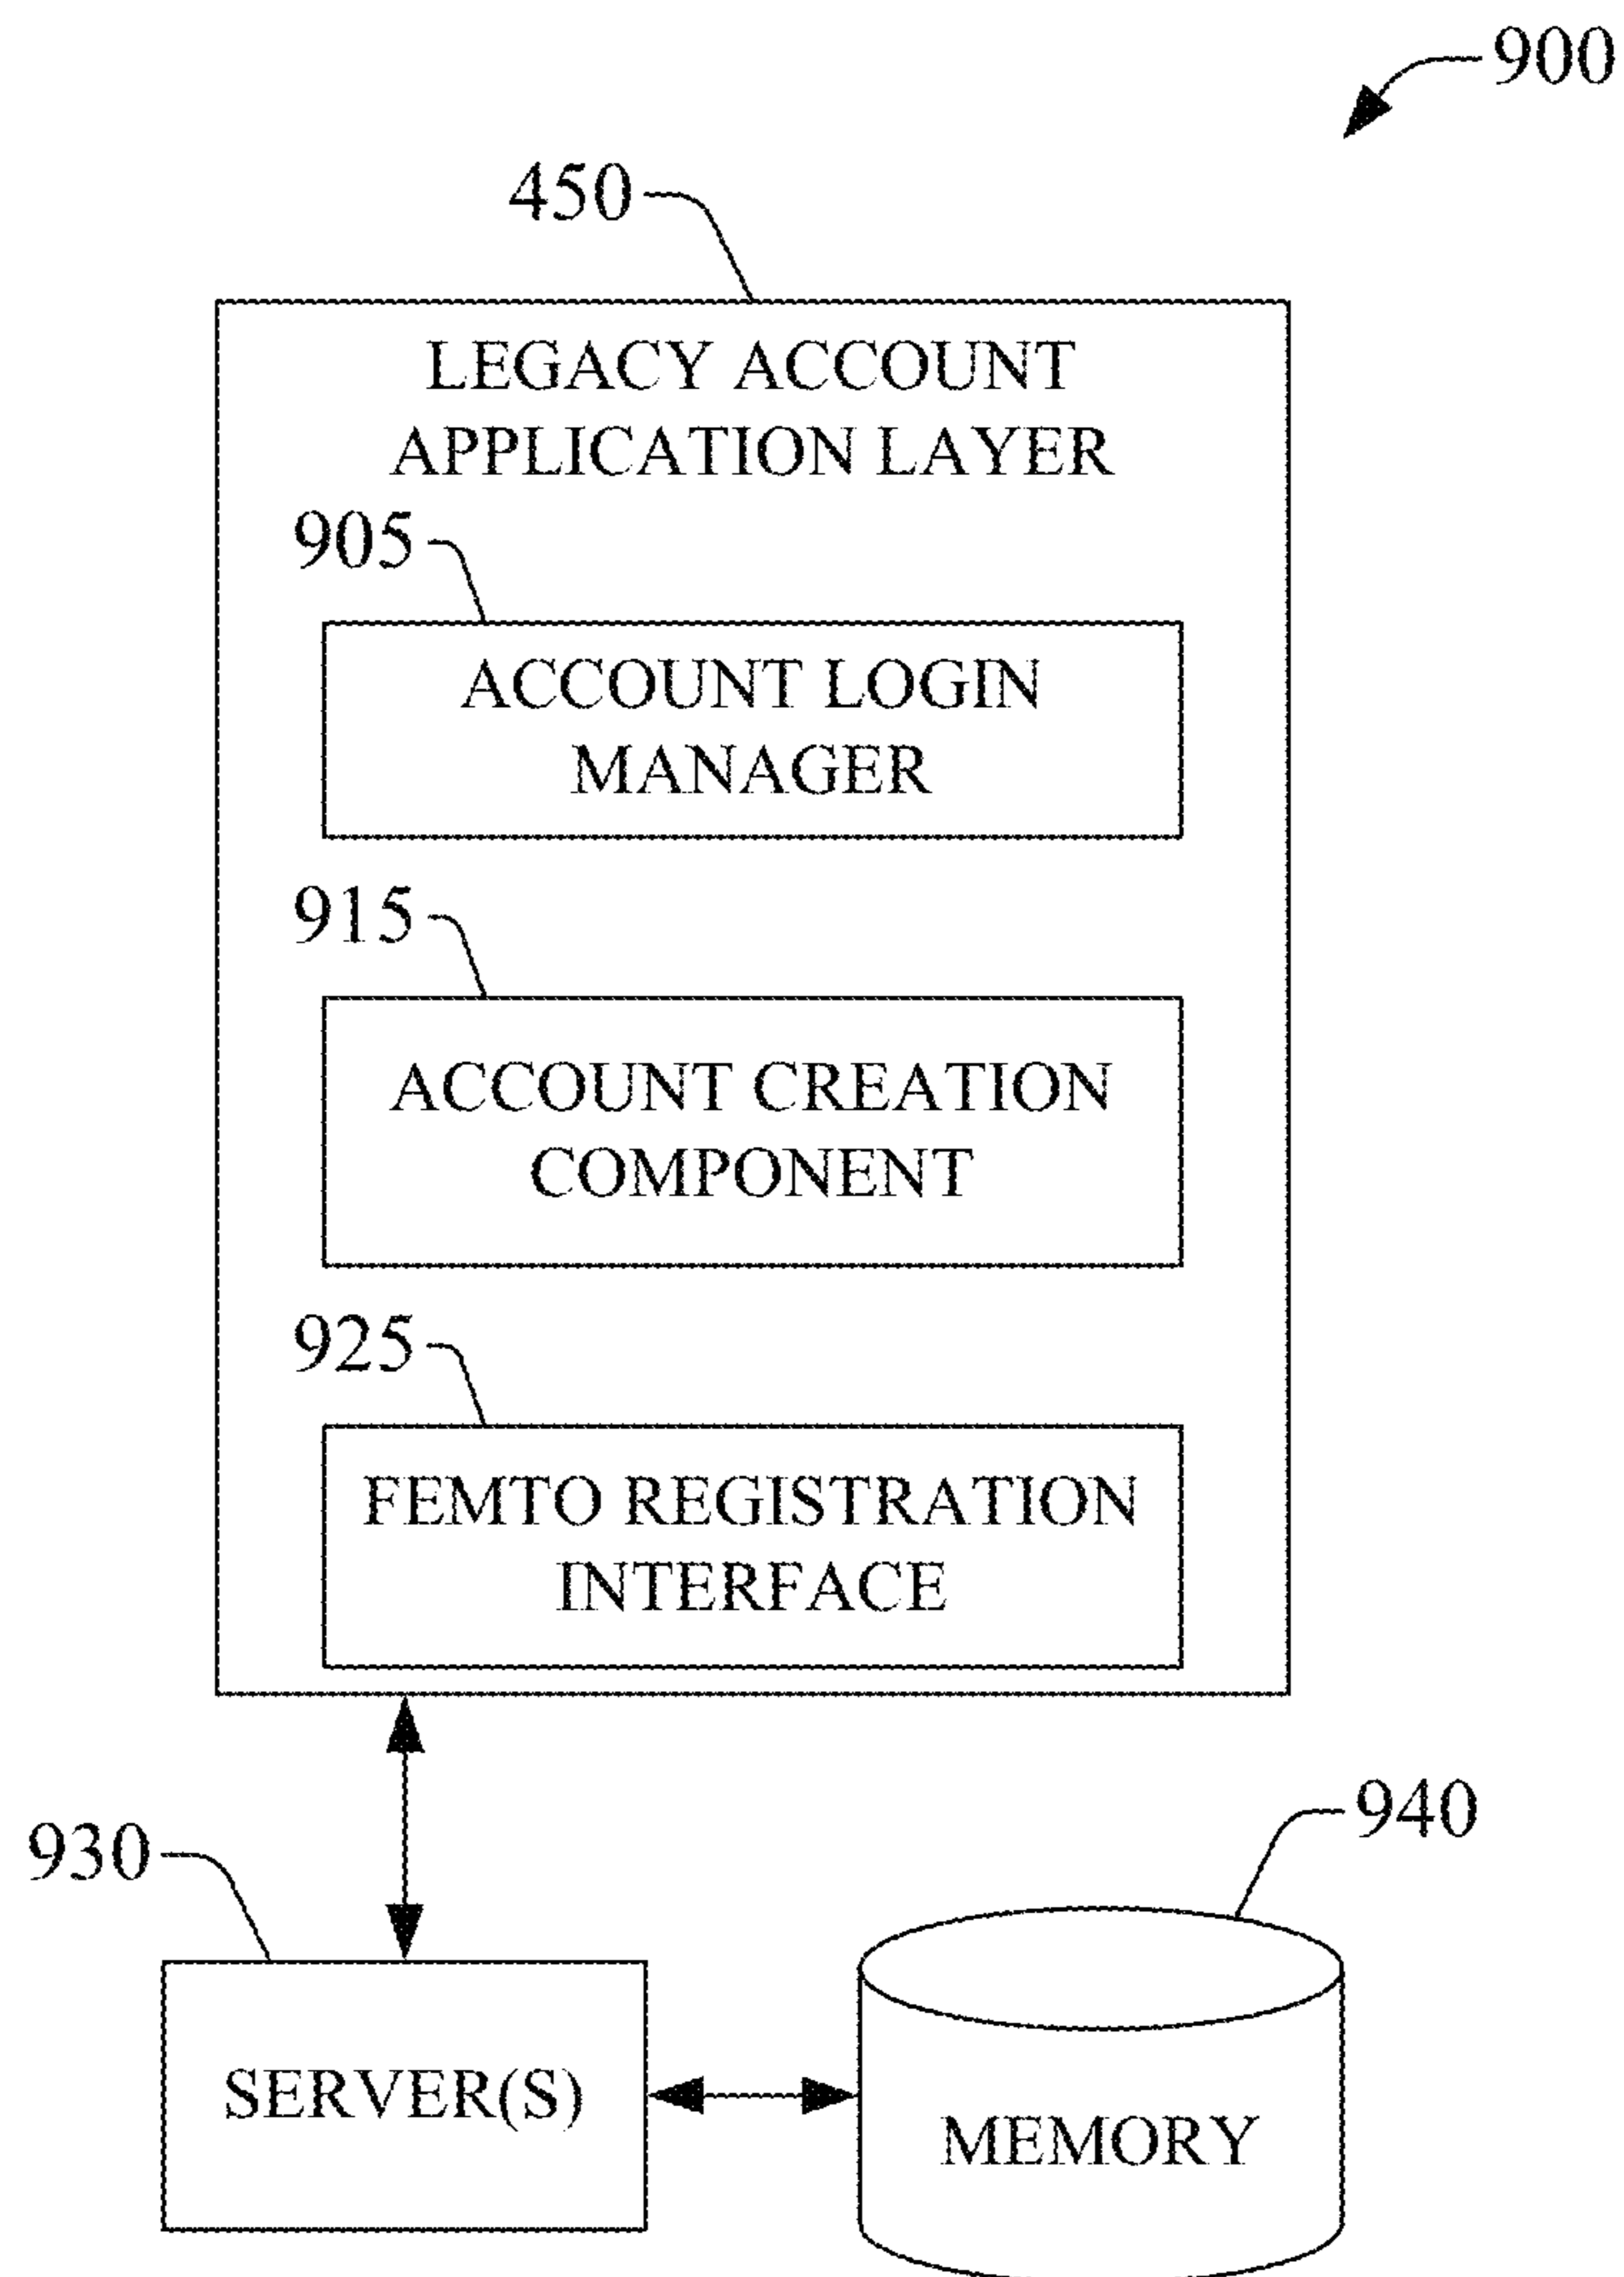 900
450
LEGACY ACCOUNT
APPLICATION LAYER
905
ACCOUNT LOGIN
MANAGER
915
ACCOUNT CREATION
COMPONENT
925
FEMTO REGISTRATION
INTERFACE
940
930
SERVER(S)
MEMORY